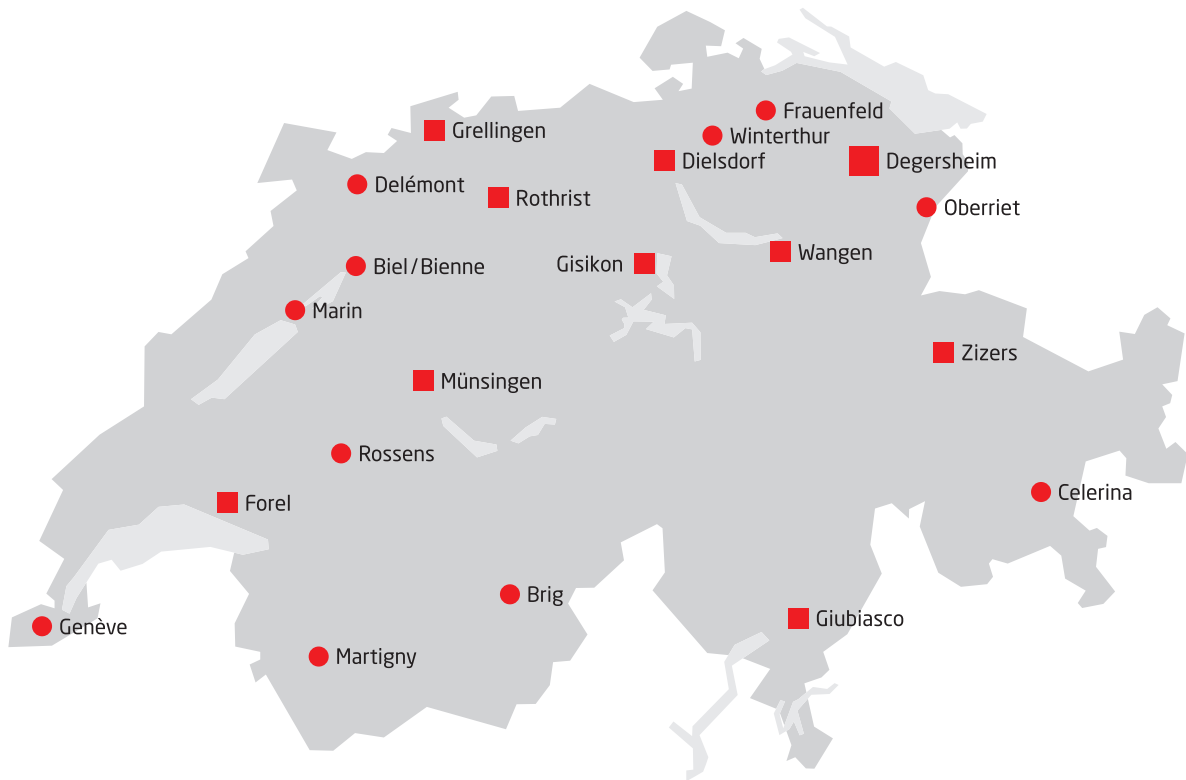 Frauenfeld
Grellingen
Winterthur
Dielsdorf
Degersheim
Delémont
Rothrist
Oberriet
Wangen
Gisikon
Biel/Bienne
Marin
Zizers
Münsingen
Rossens
Celerina
Forel
Brig
Giubiasco
Genève
Martigny